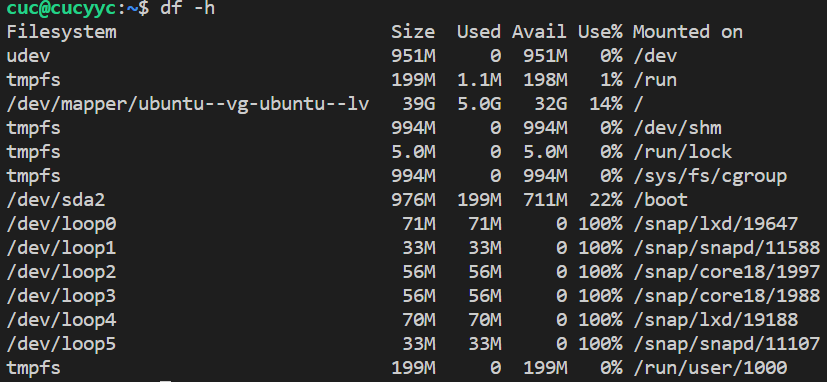 cuc@cucyyc:~$ df -h
Filesystem                         Size  Used Avail Use% Mounted on
udev                               951M     0  951M   0% /dev
tmpfs                              199M  1.1M  198M   1% /run
/dev/mapper/ubuntu--vg-ubuntu--lv   39G  5.0G   32G  14% /
tmpfs                              994M     0  994M   0% /dev/shm
tmpfs                              5.0M     0  5.0M   0% /run/lock
tmpfs                              994M     0  994M   0% /sys/fs/cgroup
/dev/sda2                          976M  199M  711M  22% /boot
/dev/loop0                          71M   71M     0 100% /snap/lxd/19647
/dev/loop1                          33M   33M     0 100% /snap/snapd/11588
/dev/loop2                          56M   56M     0 100% /snap/core18/1997
/dev/loop3                          56M   56M     0 100% /snap/core18/1988
/dev/loop4                          70M   70M     0 100% /snap/lxd/19188
/dev/loop5                          33M   33M     0 100% /snap/snapd/11107
tmpfs                              199M     0  199M   0% /run/user/1000